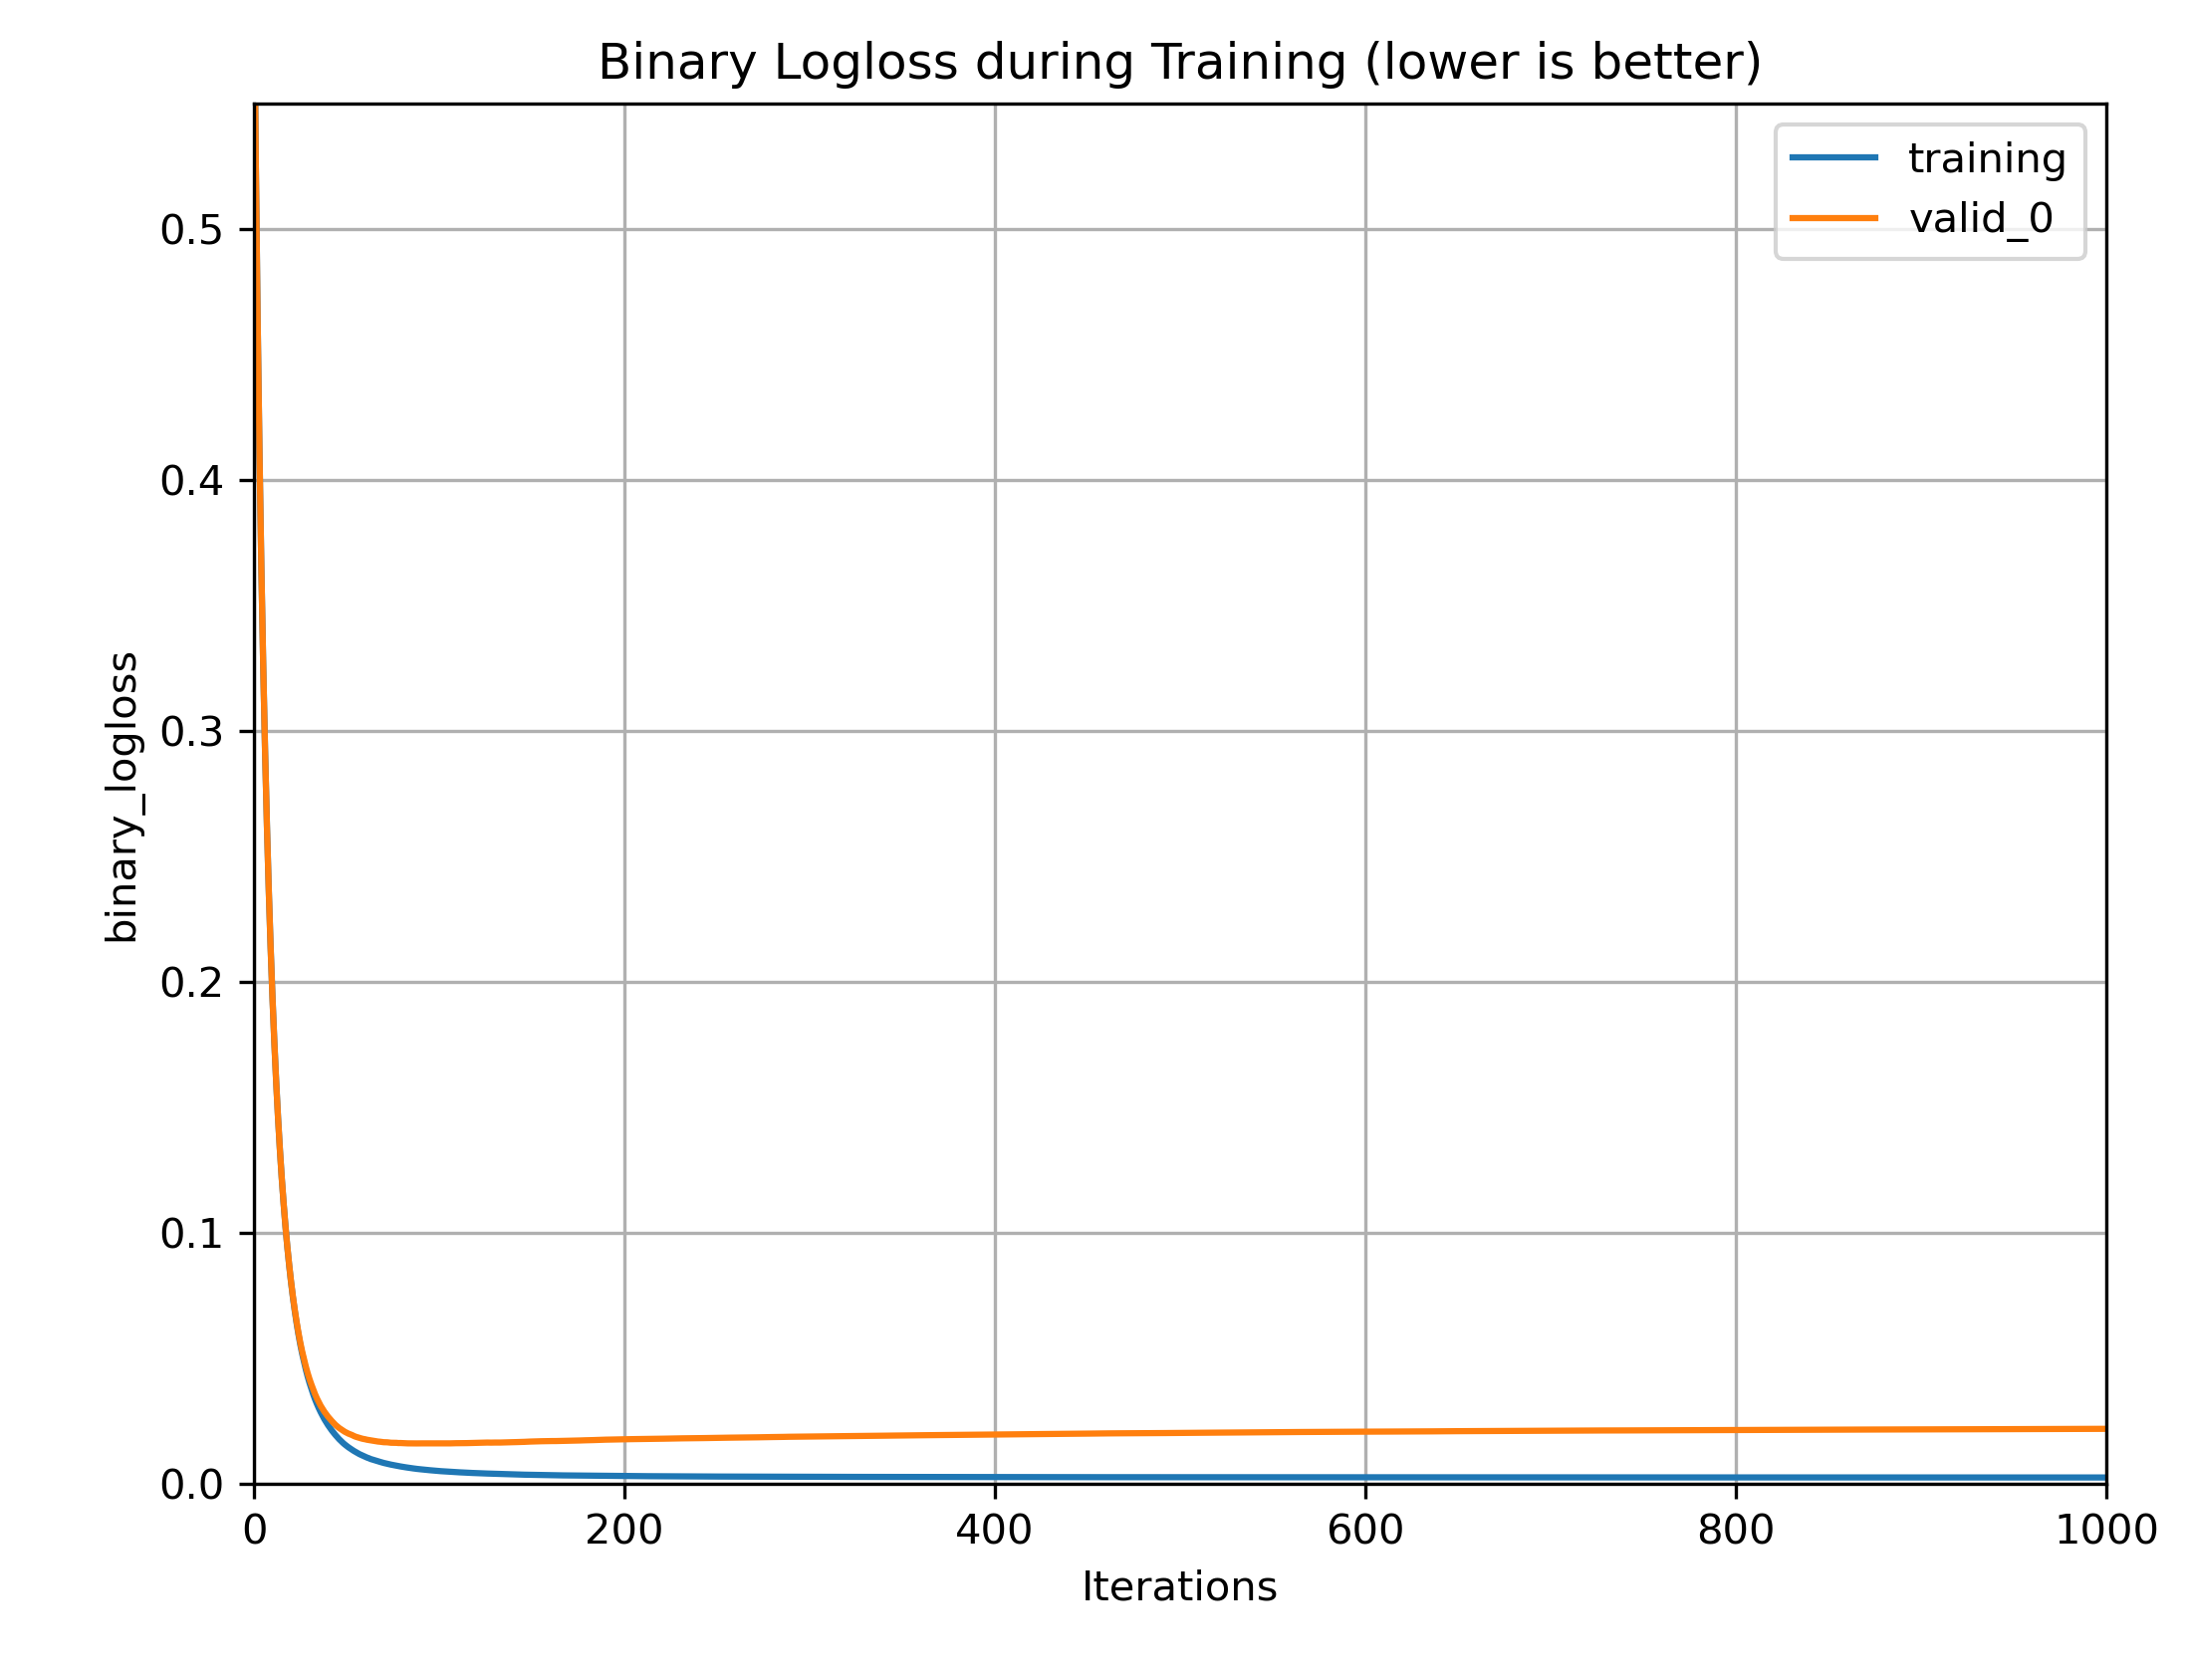 Binary Logloss during Training (lower is better)
training
valid_0
0.5
0.4
0.3
0.2
0.1
0.0
binary_logloss
0 200 400 600 800 1000
Iterations